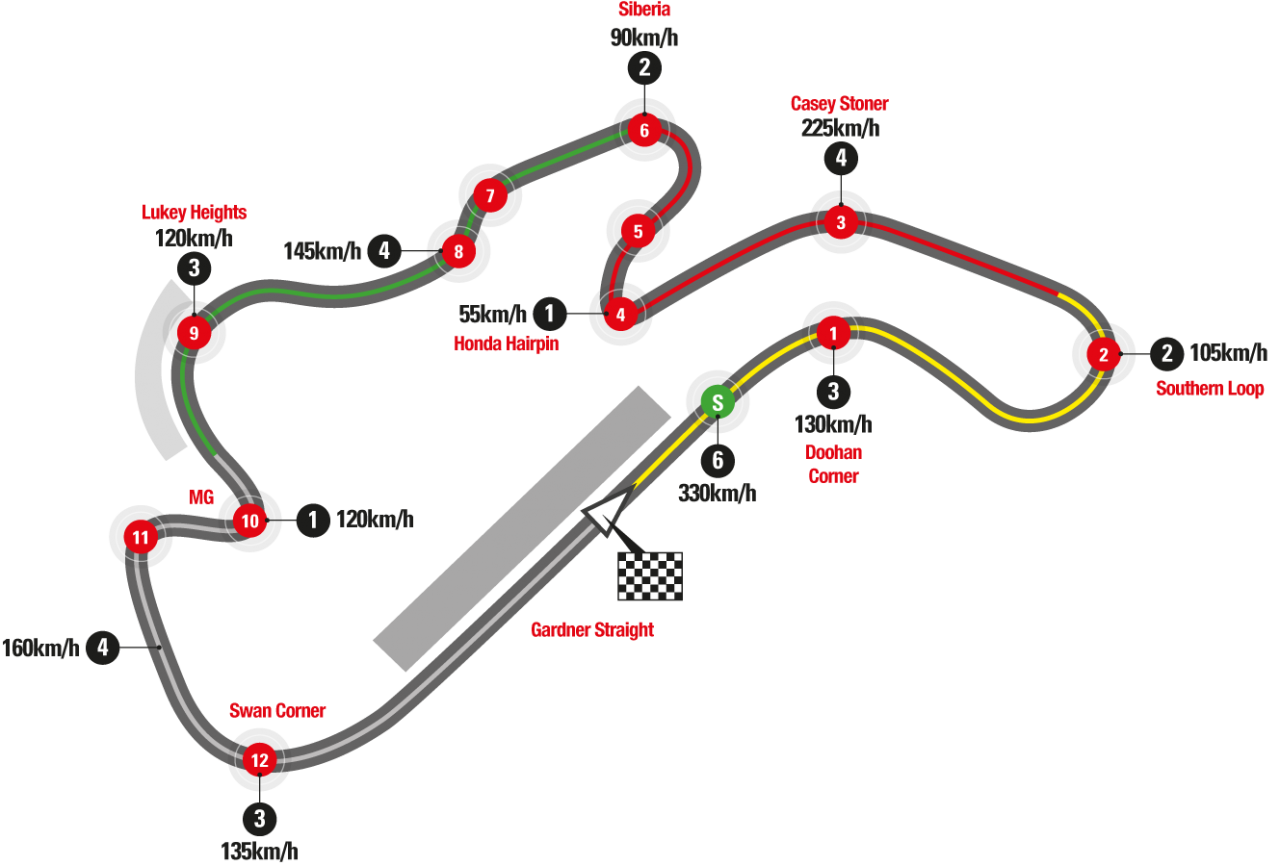 Siberia
90km/h
2
6
Casey Stoner
225km/h
4
3
7
5
Lukey Heights
120km/h
3
9
145km/h 4
8
55km/h 1
4
Honda Hairpin
1
3
130km/h
Doohan
Corner
2
2 105km/h
Southern Loop
S
6
330km/h
MG
10
1 120km/h
11
Gardner Straight
160km/h 4
Swan Corner
12
3
135km/h